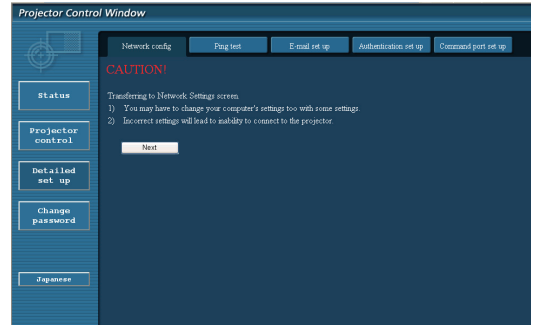 Projector Control Window
Network config
Ping test
E-mail set up
Authentication set up
Command port set up
CAUTION!
Transferring to Network Settings screen
1) You may have to change your computer's settings too with some settings.
2) Incorrect settings will lead to inability to connect to the projector.
Next
Status
Projector
control
Detailed
set up
Change
password
Japanese